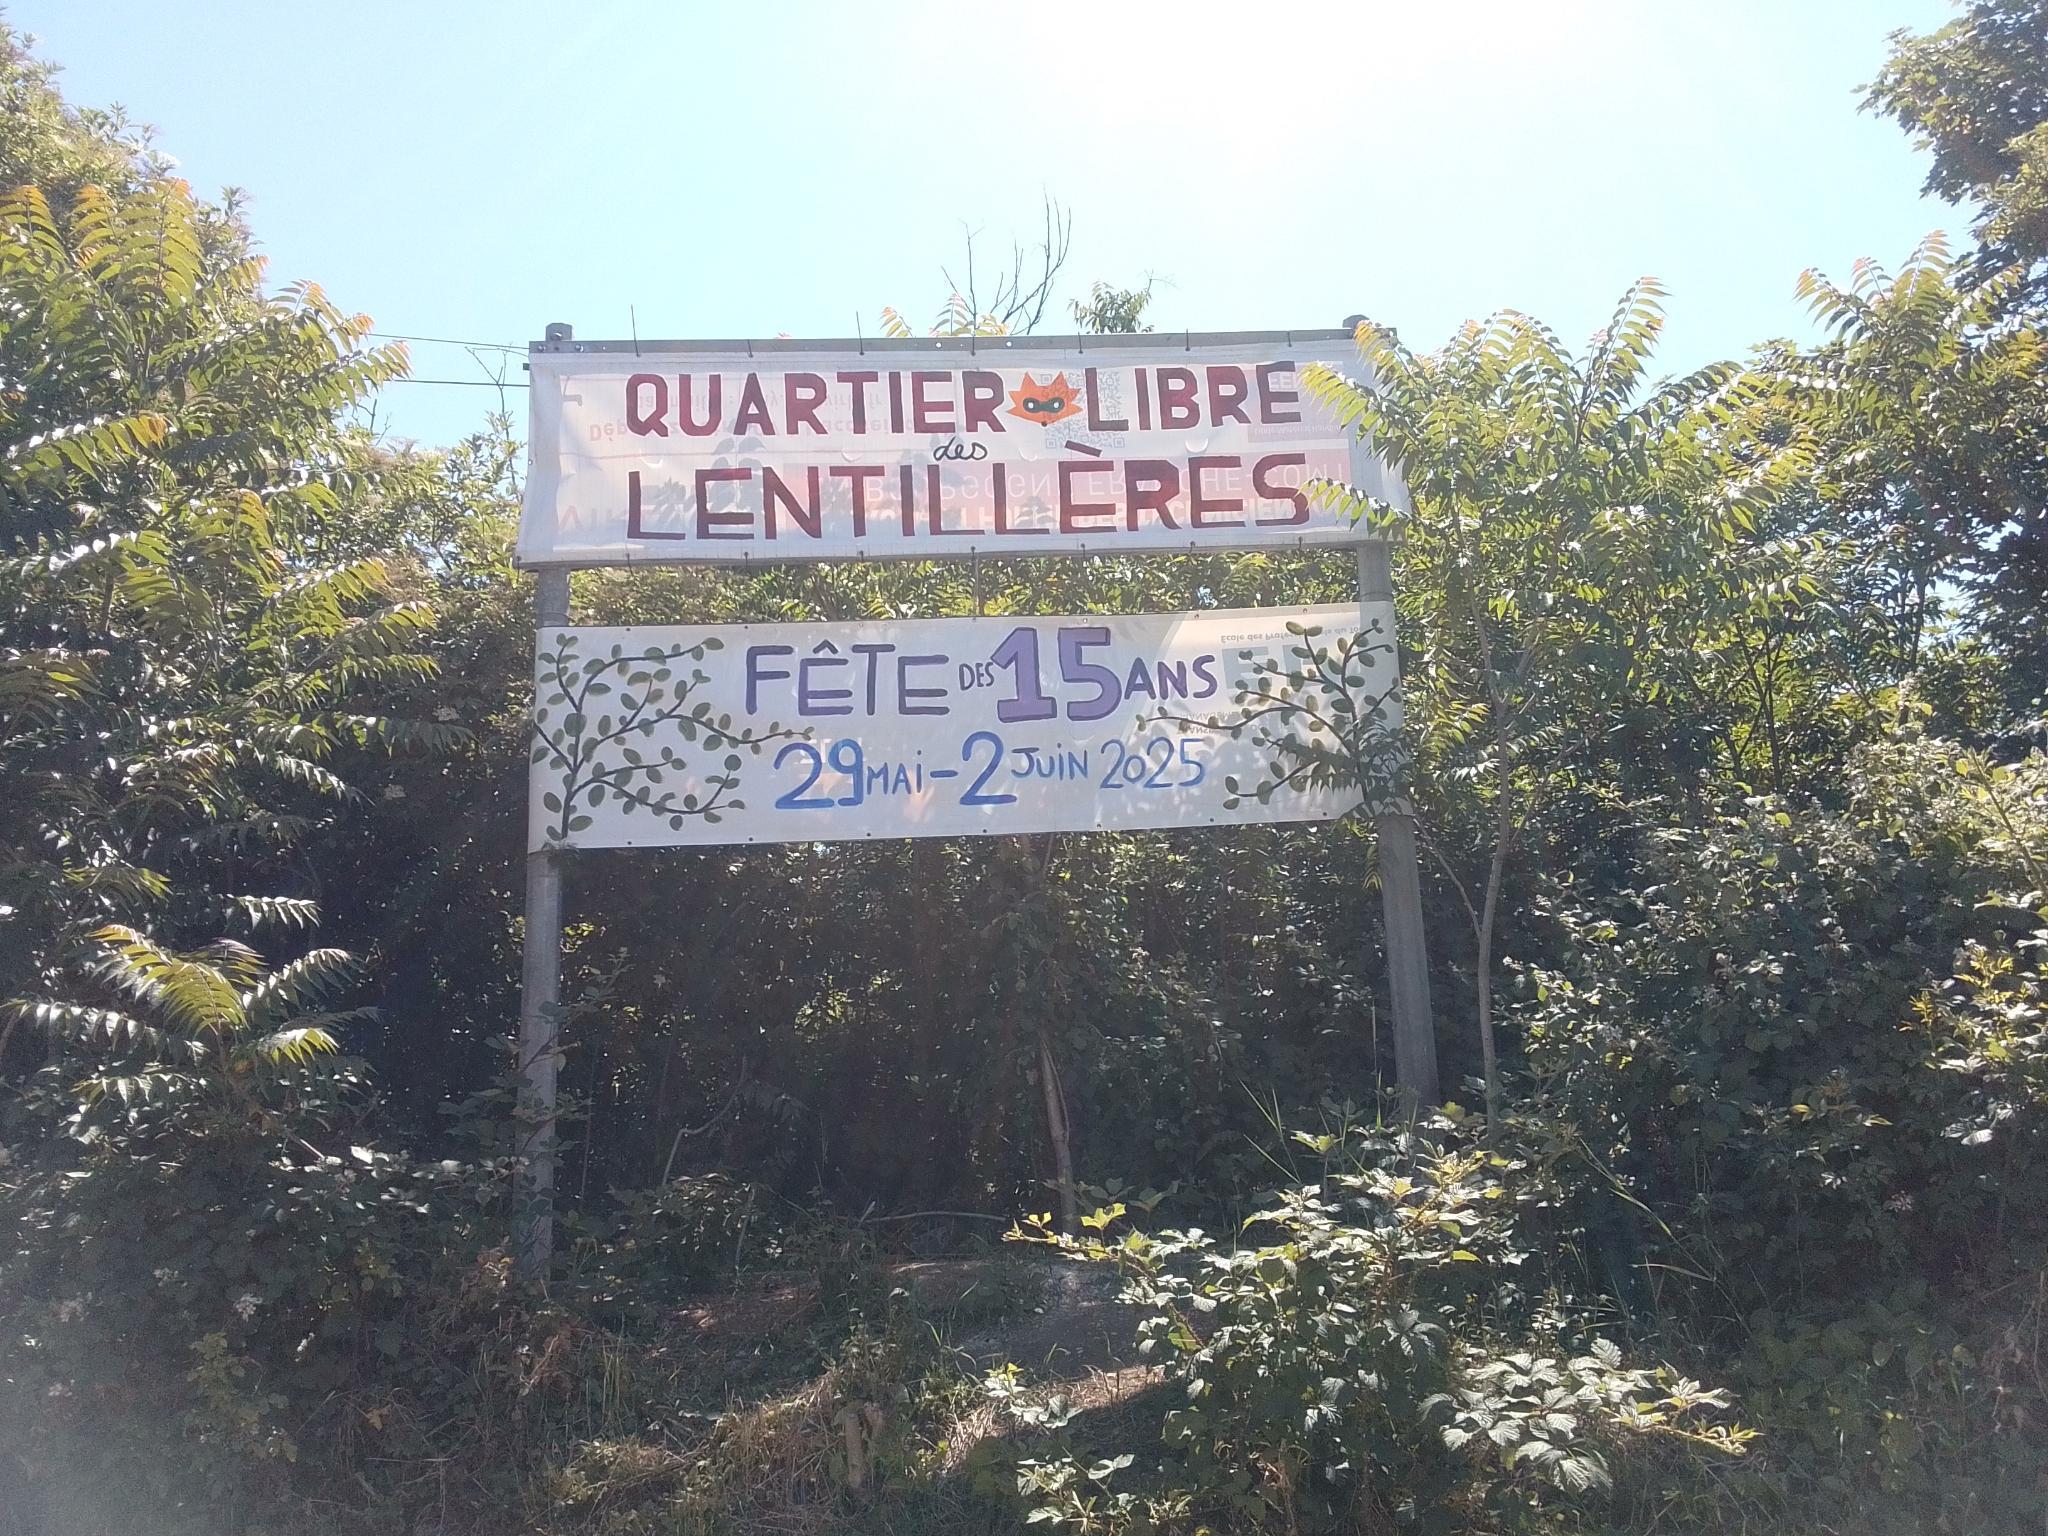 QUARTIER LIBRE
des
LENTILLÈRES
FÊTE DES 15 ANS
29 MAI - 2 JUIN 2025